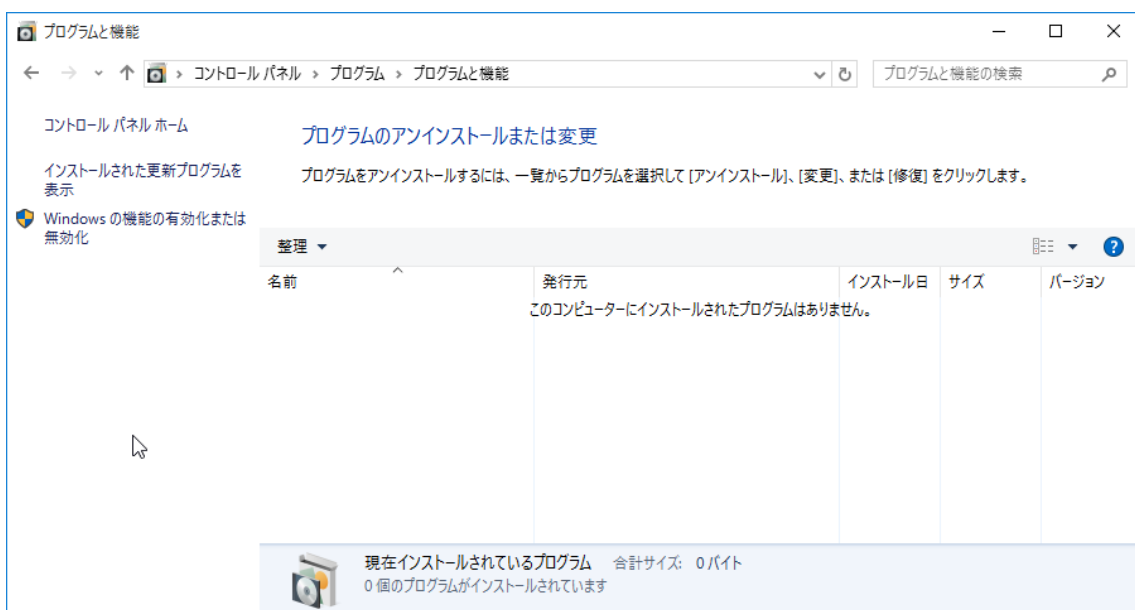 プログラムと機能
コントロール パネル › プログラム › プログラムと機能
プログラムと機能の検索
コントロール パネル ホーム
インストールされた更新プログラムを
表示
Windows の機能の有効化または
無効化
プログラムのアンインストールまたは変更
プログラムをアンインストールするには、一覧からプログラムを選択して [アンインストール]、[変更]、または [修復] をクリックします。
整理
名前 発行元 インストール日 サイズ バージョン
このコンピューターにインストールされたプログラムはありません。
現在インストールされているプログラム 合計サイズ: 0 バイト
0 個のプログラムがインストールされています